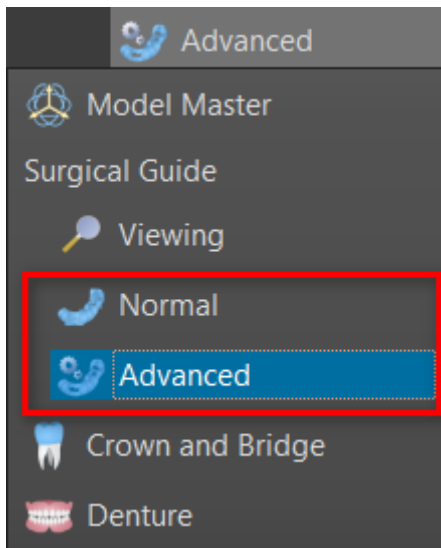 Advanced
Model Master
Surgical Guide
Viewing
Normal
Advanced
Crown and Bridge
Denture